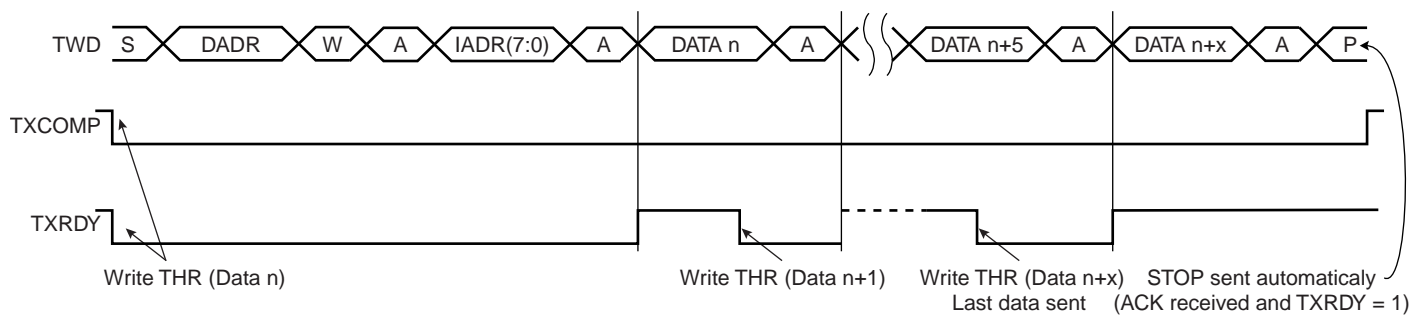 TWD S DADR W A IADR(7:0) A DATA n A DATA n+5 A DATA n+x A P
TXCOMP
TXRDY
Write THR (Data n) Write THR (Data n+1) Write THR (Data n+x) STOP sent automaticaly
Last data sent (ACK received and TXRDY = 1)